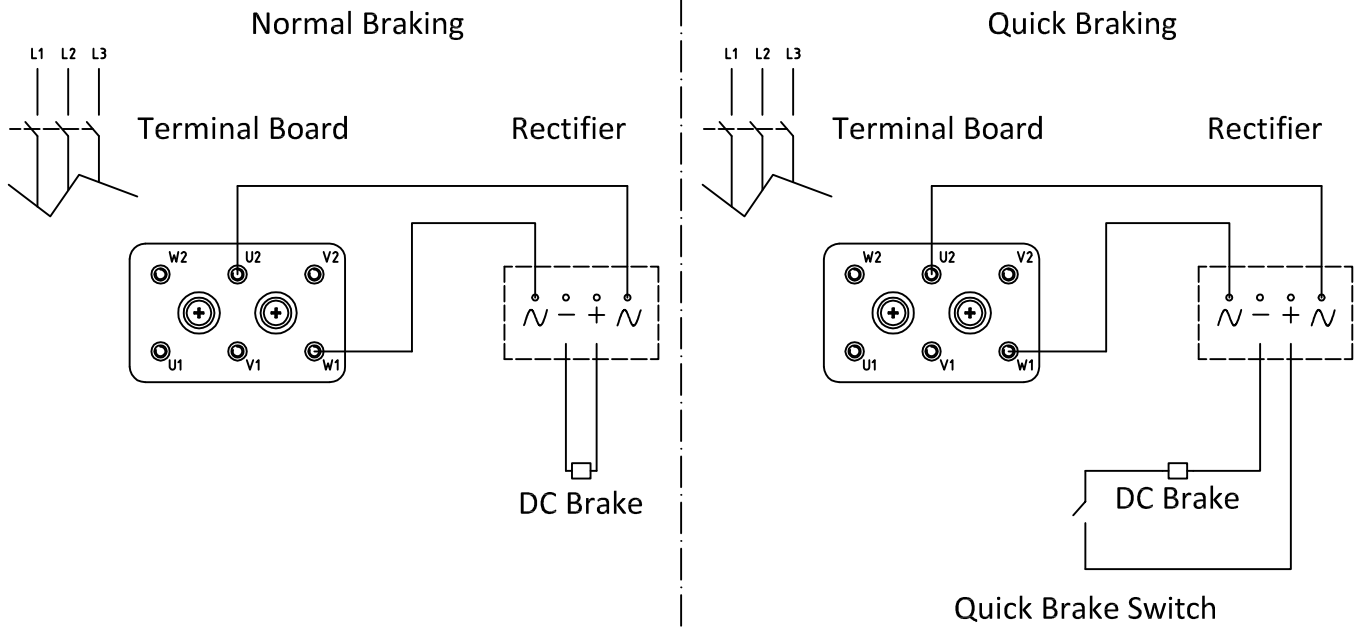 Normal Braking
L1 L2 L3
Terminal Board
Rectifier
W2 U2 V2
U1 V1 W1
− +
DC Brake
Quick Braking
L1 L2 L3
Terminal Board
Rectifier
W2 U2 V2
U1 V1 W1
− +
DC Brake
Quick Brake Switch